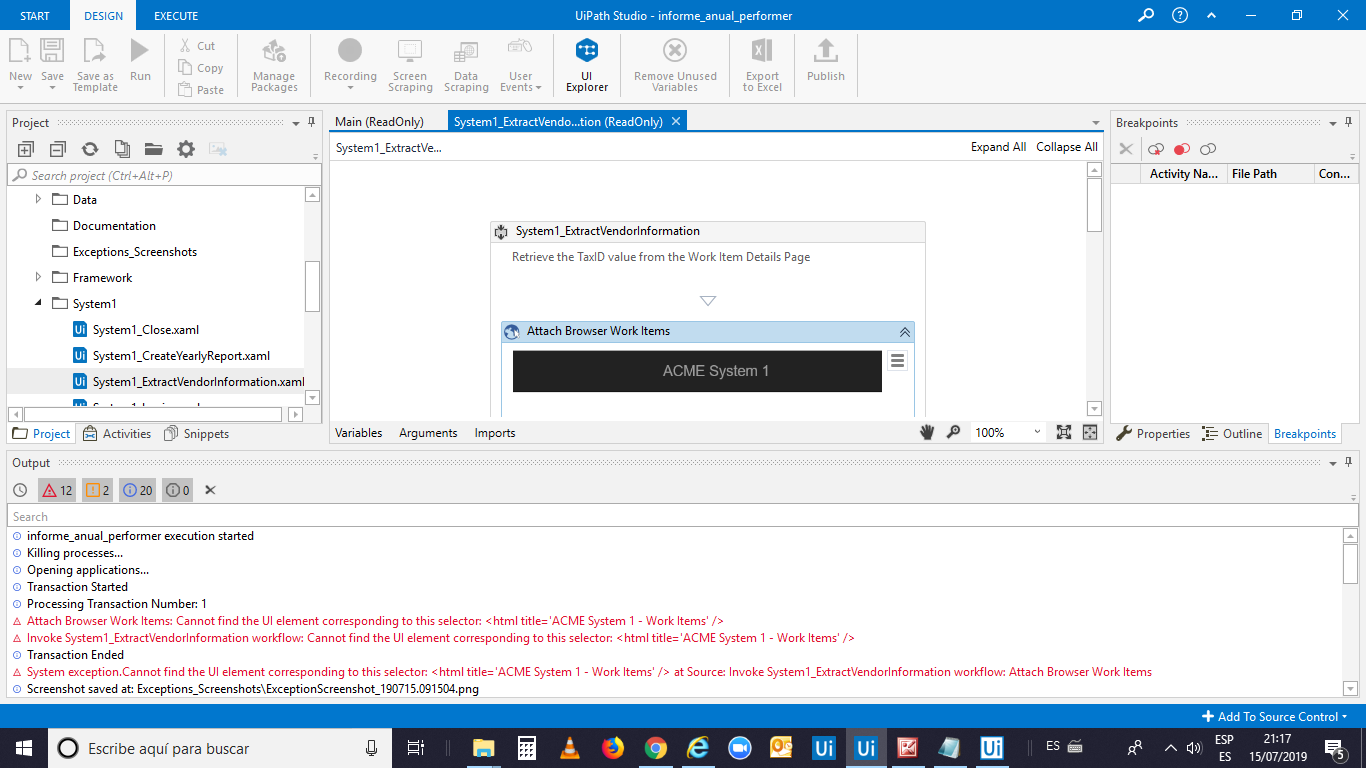 START DESIGN EXECUTE UiPath Studio - informe_anual_performer
New Save Save as Template Run
Cut
Copy
Paste
Manage Packages
Recording Screen Scraping Data Scraping User Events UI Explorer Remove Unused Variables Export to Excel Publish
Project
Search project (Ctrl+Alt+P)
Data
Documentation
Exceptions_Screenshots
Framework
System1
System1_Close.xaml
System1_CreateYearlyReport.xaml
System1_ExtractVendorInformation.xaml
Project Activities Snippets
Main (ReadOnly) System1_ExtractVendo...tion (ReadOnly)
System1_ExtractVe... Expand All Collapse All
System1_ExtractVendorInformation
Retrieve the TaxID value from the Work Item Details Page
Attach Browser Work Items
ACME System 1
Variables Arguments Imports 100%
Breakpoints
Activity Na... File Path Con...
Properties Outline Breakpoints
Output
12 2 20 0
Search
informe_anual_performer execution started
Killing processes...
Opening applications...
Transaction Started
Processing Transaction Number: 1
Attach Browser Work Items: Cannot find the UI element corresponding to this selector: <html title='ACME System 1 - Work Items' />
Invoke System1_ExtractVendorInformation workflow: Cannot find the UI element corresponding to this selector: <html title='ACME System 1 - Work Items' />
Transaction Ended
System exception.Cannot find the UI element corresponding to this selector: <html title='ACME System 1 - Work Items' /> at Source: Invoke System1_ExtractVendorInformation workflow: Attach Browser Work Items
Screenshot saved at: Exceptions_Screenshots\ExceptionScreenshot_190715.091504.png
Add To Source Control
Escribe aquí para buscar
Ui Ui Ui
ES
ESP
ES
21:17
15/07/2019
5